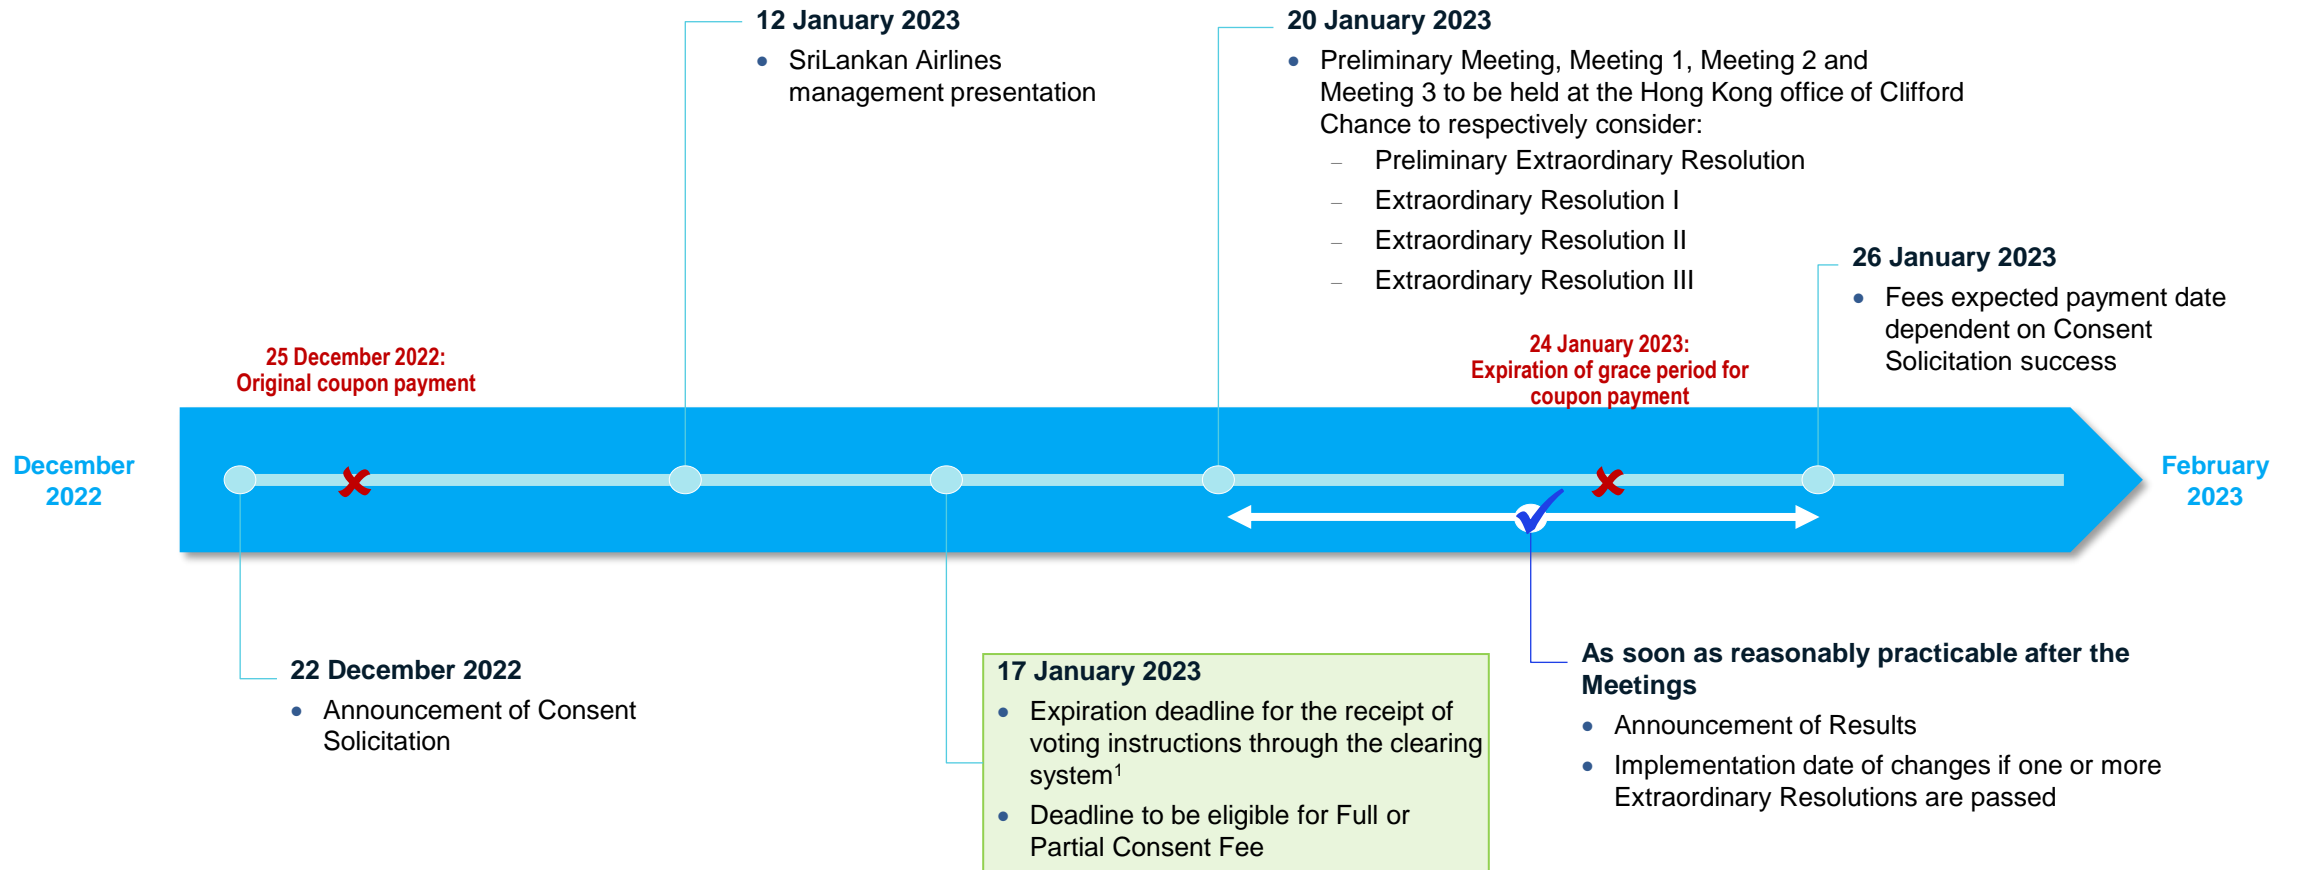 12 January 2023
• SriLankan Airlines
management presentation
20 January 2023
• Preliminary Meeting, Meeting 1, Meeting 2 and
Meeting 3 to be held at the Hong Kong office of Clifford
Chance to respectively consider:
– Preliminary Extraordinary Resolution
– Extraordinary Resolution I
– Extraordinary Resolution II
– Extraordinary Resolution III
26 January 2023
• Fees expected payment date
dependent on Consent
Solicitation success
25 December 2022:
Original coupon payment
24 January 2023:
Expiration of grace period for
coupon payment
December
2022
February
2023
22 December 2022
• Announcement of Consent
Solicitation
17 January 2023
• Expiration deadline for the receipt of
voting instructions through the clearing
system¹
• Deadline to be eligible for Full or
Partial Consent Fee
As soon as reasonably practicable after the
Meetings
• Announcement of Results
• Implementation date of changes if one or more
Extraordinary Resolutions are passed